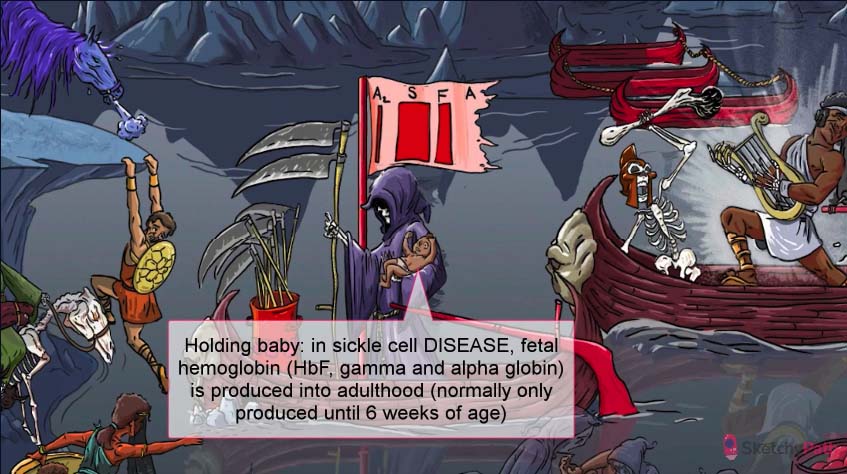 A₂ S F A
Holding baby: in sickle cell DISEASE, fetal
hemoglobin (HbF, gamma and alpha globin)
is produced into adulthood (normally only
produced until 6 weeks of age)